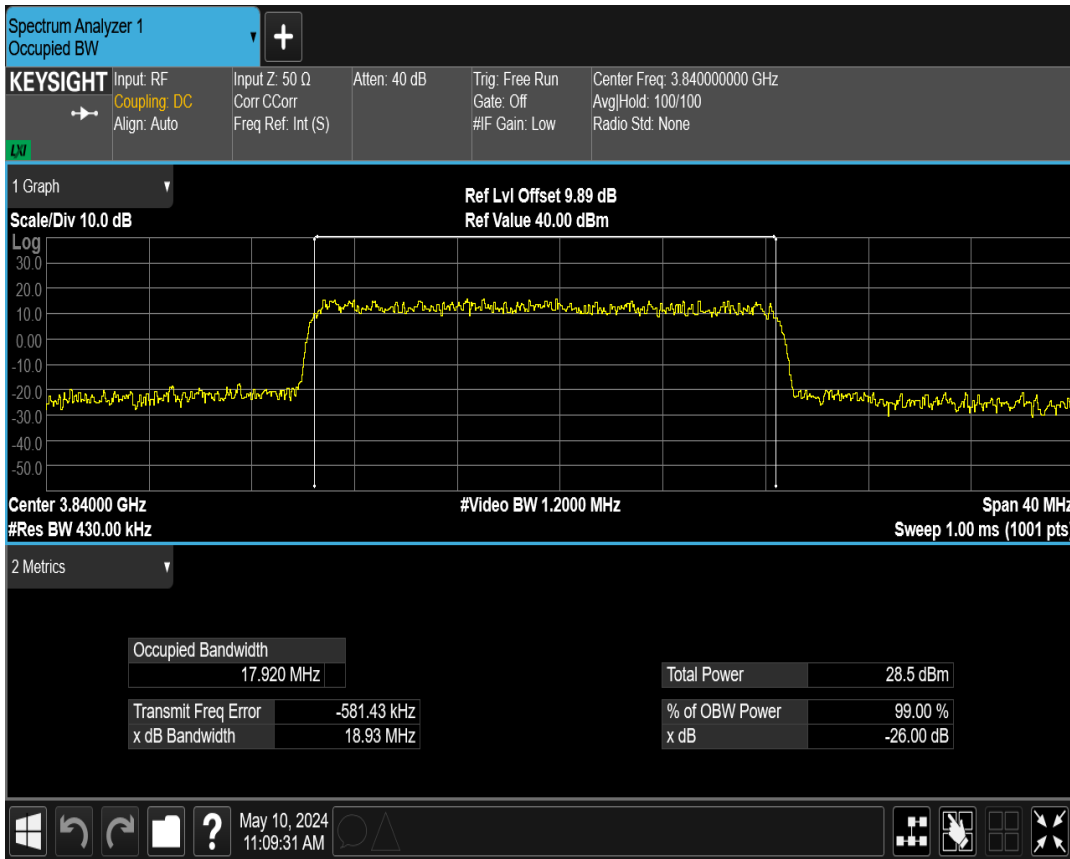 Spectrum Analyzer 1
Occupied BW
+
KEYSIGHT
LXI
Input: RF
Coupling: DC
Align: Auto
Input Z: 50 Ω
Corr CCorr
Freq Ref: Int (S)
Atten: 40 dB
Trig: Free Run
Gate: Off
#IF Gain: Low
Center Freq: 3.840000000 GHz
Avg|Hold: 100/100
Radio Std: None
1 Graph
Scale/Div 10.0 dB
Ref Lvl Offset 9.89 dB
Ref Value 40.00 dBm
Log
30.0
20.0
10.0
0.00
-10.0
-20.0
-30.0
-40.0
-50.0
Center 3.84000 GHz
#Video BW 1.2000 MHz
Span 40 MHz
#Res BW 430.00 kHz
Sweep 1.00 ms (1001 pts)
2 Metrics
Occupied Bandwidth
17.920 MHz
Transmit Freq Error -581.43 kHz
x dB Bandwidth 18.93 MHz
Total Power 28.5 dBm
% of OBW Power 99.00 %
x dB -26.00 dB
?
May 10, 2024
11:09:31 AM